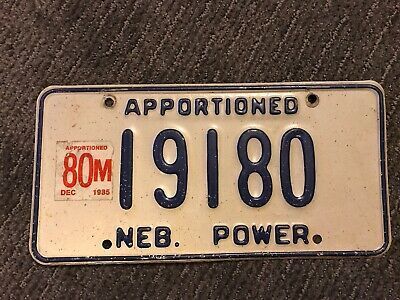 APPORTIONED
APPORTIONED
80M
DEC 1985
19180
NEB. POWER